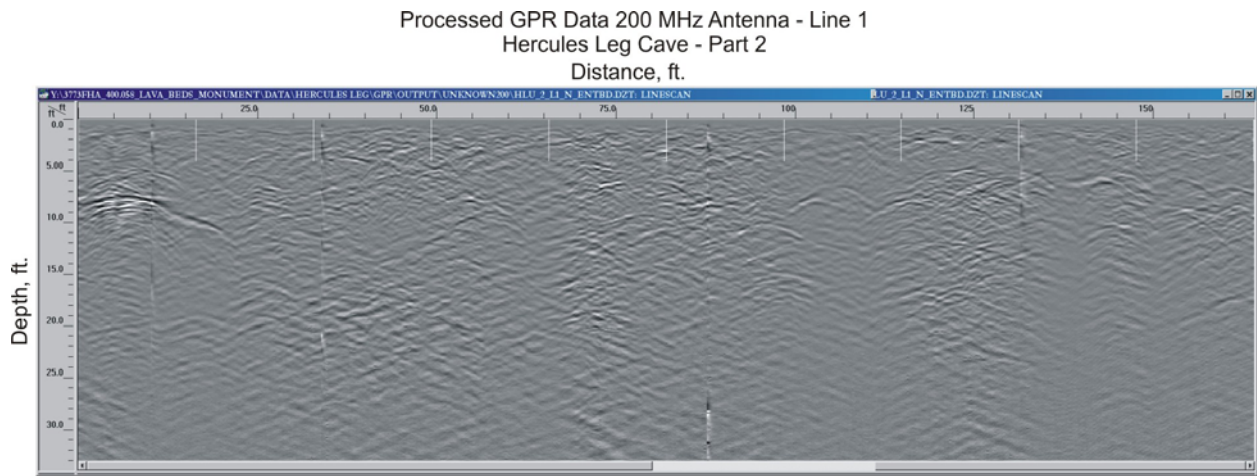 Processed GPR Data 200 MHz Antenna - Line 1
Hercules Leg Cave - Part 2
Distance, ft.
Y:\3773FHA_400.058_LAVA_BEDS_MONUMENT\DATA\HERCULES LEG\GPR\OUTPUT\UNKNOWN200\HLU_2_L1_N_ENTBD.DZT: LINESCAN
LU_2_L1_N_ENTBD.DZT: LINESCAN
ft/ft 25.0 50.0 75.0 100. 125. 150.
0.0
5.00
10.0
15.0
20.0
25.0
30.0
Depth, ft.